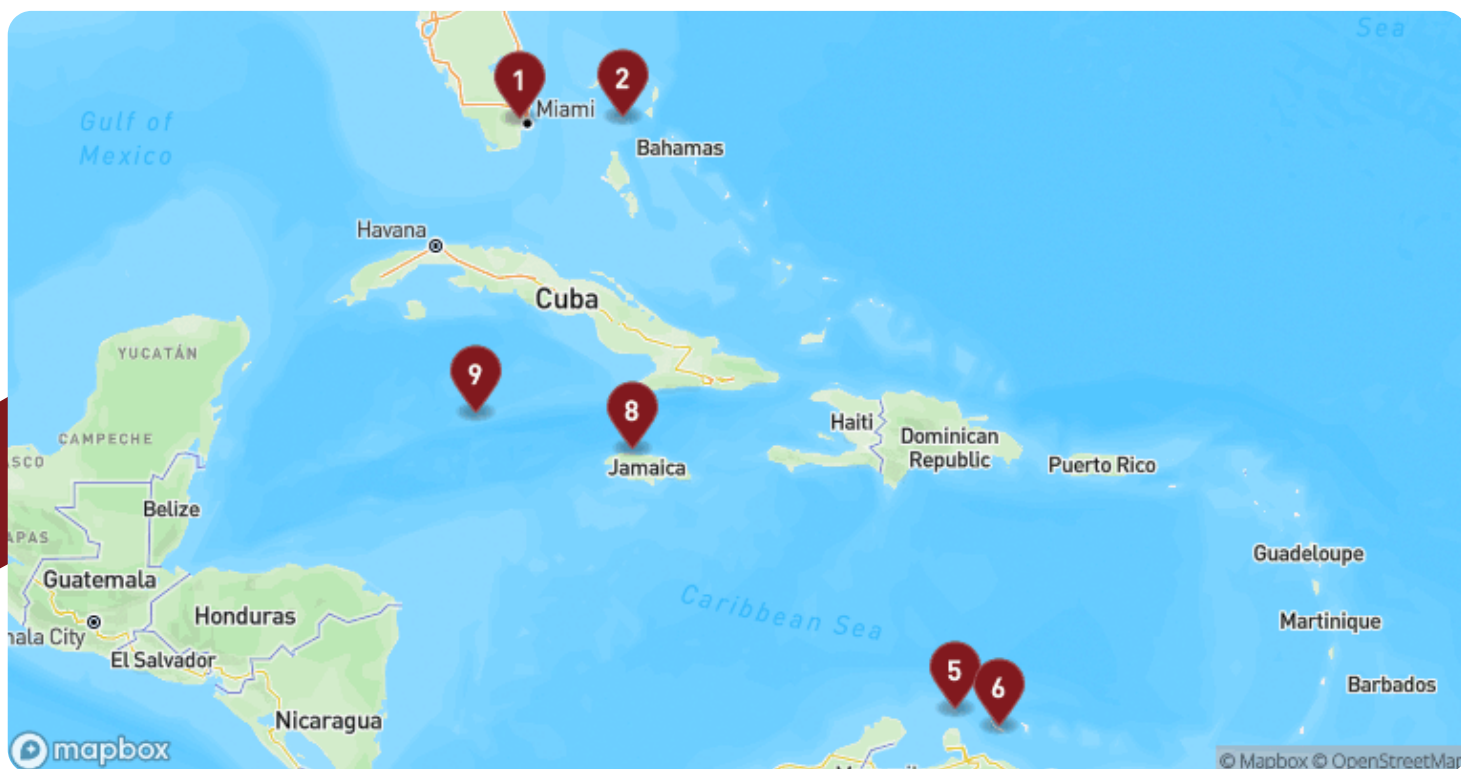 Sea
1
2
Miami
Gulf of
Mexico
Bahamas
Havana
Cuba
YUCATÁN
9
8
CAMPECHE
Haiti
Dominican
Republic
Jamaica
Puerto Rico
ASCO
Belize
APAS
Guadeloupe
Guatemala
Honduras
Caribbean Sea
Martinique
nala City
El Salvador
5
6
Barbados
Nicaragua
mapbox
© Mapbox © OpenStreetMap